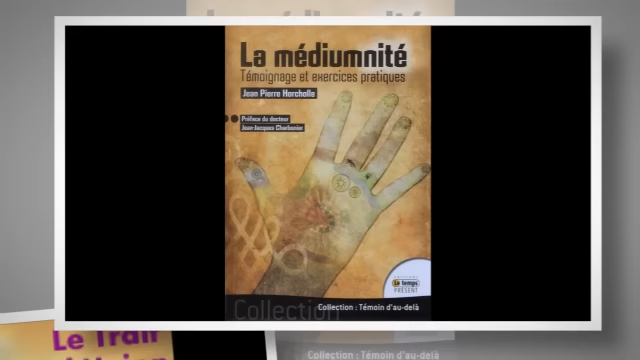 La médiumnité
Témoignage et exercices pratiques
Jean Pierre Horcholle
Préface du docteur
Jean-Jacques Charbonier
Le temps
PRÉSENT
Collection
Collection : Témoin d'au-delà
Le Trait
Collection : Témoin d'au-delà